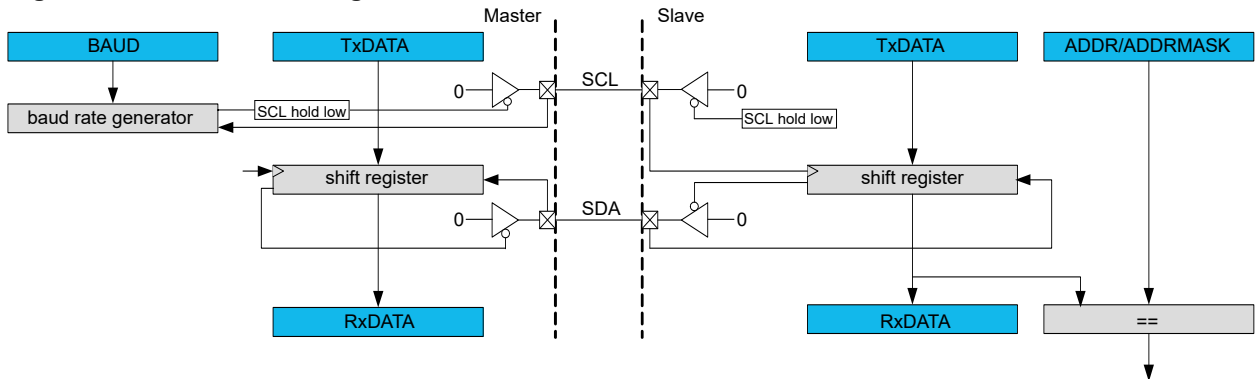 Master
Slave
BAUD
TxDATA
TxDATA
ADDR/ADDRMASK
0
SCL
0
SCL hold low
baud rate generator
SCL hold low
shift register
shift register
0
SDA
0
RxDATA
RxDATA
==